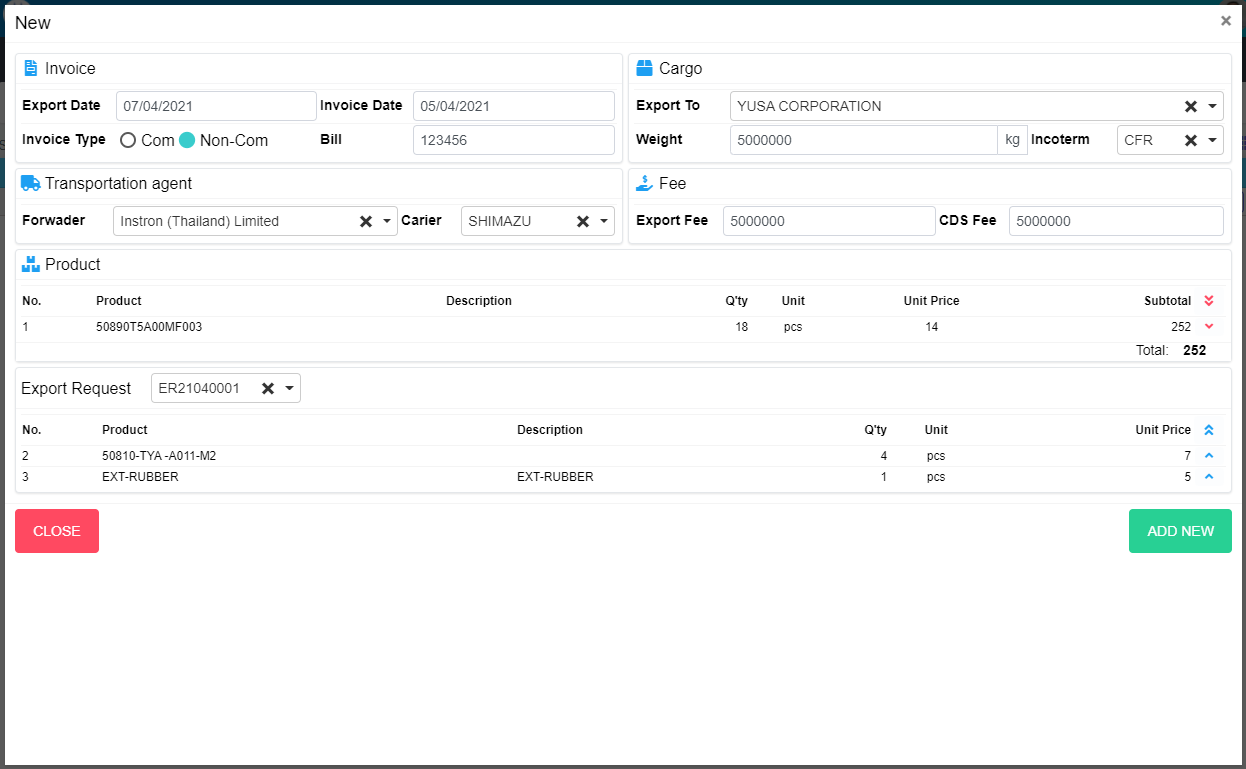 New ×
Invoice
Export Date 07/04/2021 Invoice Date 05/04/2021
Invoice Type Com Non-Com Bill 123456
Cargo
Export To YUSA CORPORATION
Weight 5000000 kg Incoterm CFR
Transportation agent
Forwader Instron (Thailand) Limited Carier SHIMAZU
Fee
Export Fee 5000000 CDS Fee 5000000
Product
No. Product Description Q'ty Unit Unit Price Subtotal
1 50890T5A00MF003 18 pcs 14 252
Total: 252
Export Request ER21040001
No. Product Description Q'ty Unit Unit Price
2 50810-TYA -A011-M2 4 pcs 7
3 EXT-RUBBER EXT-RUBBER 1 pcs 5
CLOSE ADD NEW